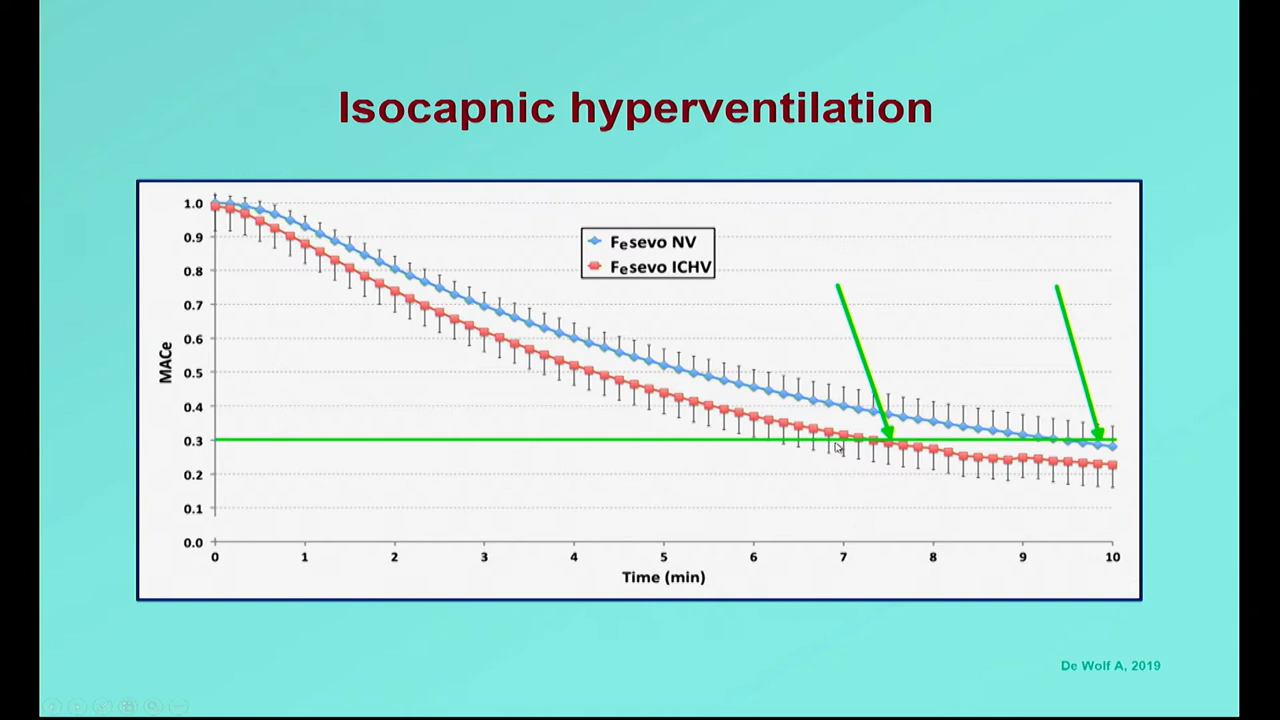 Isocapnic hyperventilation
1.0
0.9
0.8
0.7
0.6
0.5
0.4
0.3
0.2
0.1
0.0
MACe
Fesevo NV
Fesevo ICHV
0 1 2 3 4 5 6 7 8 9 10
Time (min)
De Wolf A, 2019